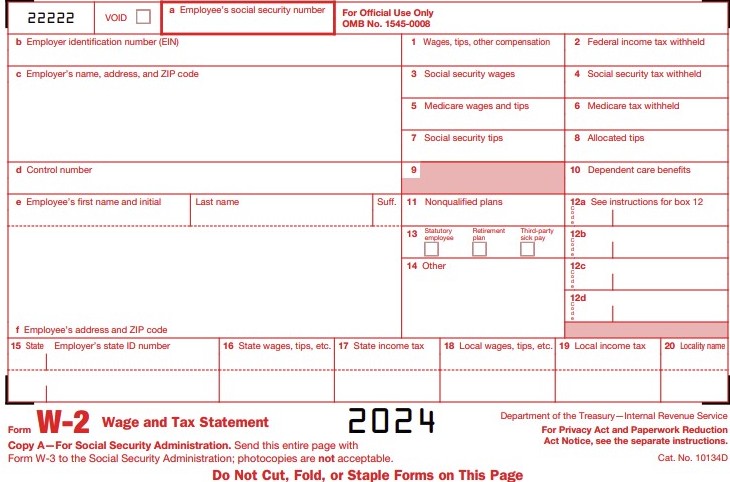 22222
VOID
a Employee's social security number
For Official Use Only
OMB No. 1545-0008
b Employer identification number (EIN)
1 Wages, tips, other compensation
2 Federal income tax withheld
c Employer's name, address, and ZIP code
3 Social security wages
4 Social security tax withheld
5 Medicare wages and tips
6 Medicare tax withheld
7 Social security tips
8 Allocated tips
d Control number
9
10 Dependent care benefits
e Employee's first name and initial
Last name
Suff.
11 Nonqualified plans
12a See instructions for box 12
Code
13 Statutory employee
Retirement plan
Third-party sick pay
12b
Code
14 Other
12c
Code
12d
Code
f Employee's address and ZIP code
15 State Employer's state ID number
16 State wages, tips, etc.
17 State income tax
18 Local wages, tips, etc.
19 Local income tax
20 Locality name
Form W-2 Wage and Tax Statement
2024
Department of the Treasury—Internal Revenue Service
For Privacy Act and Paperwork Reduction
Act Notice, see the separate instructions.
Copy A—For Social Security Administration. Send this entire page with
Form W-3 to the Social Security Administration; photocopies are not acceptable.
Cat. No. 10134D
Do Not Cut, Fold, or Staple Forms on This Page